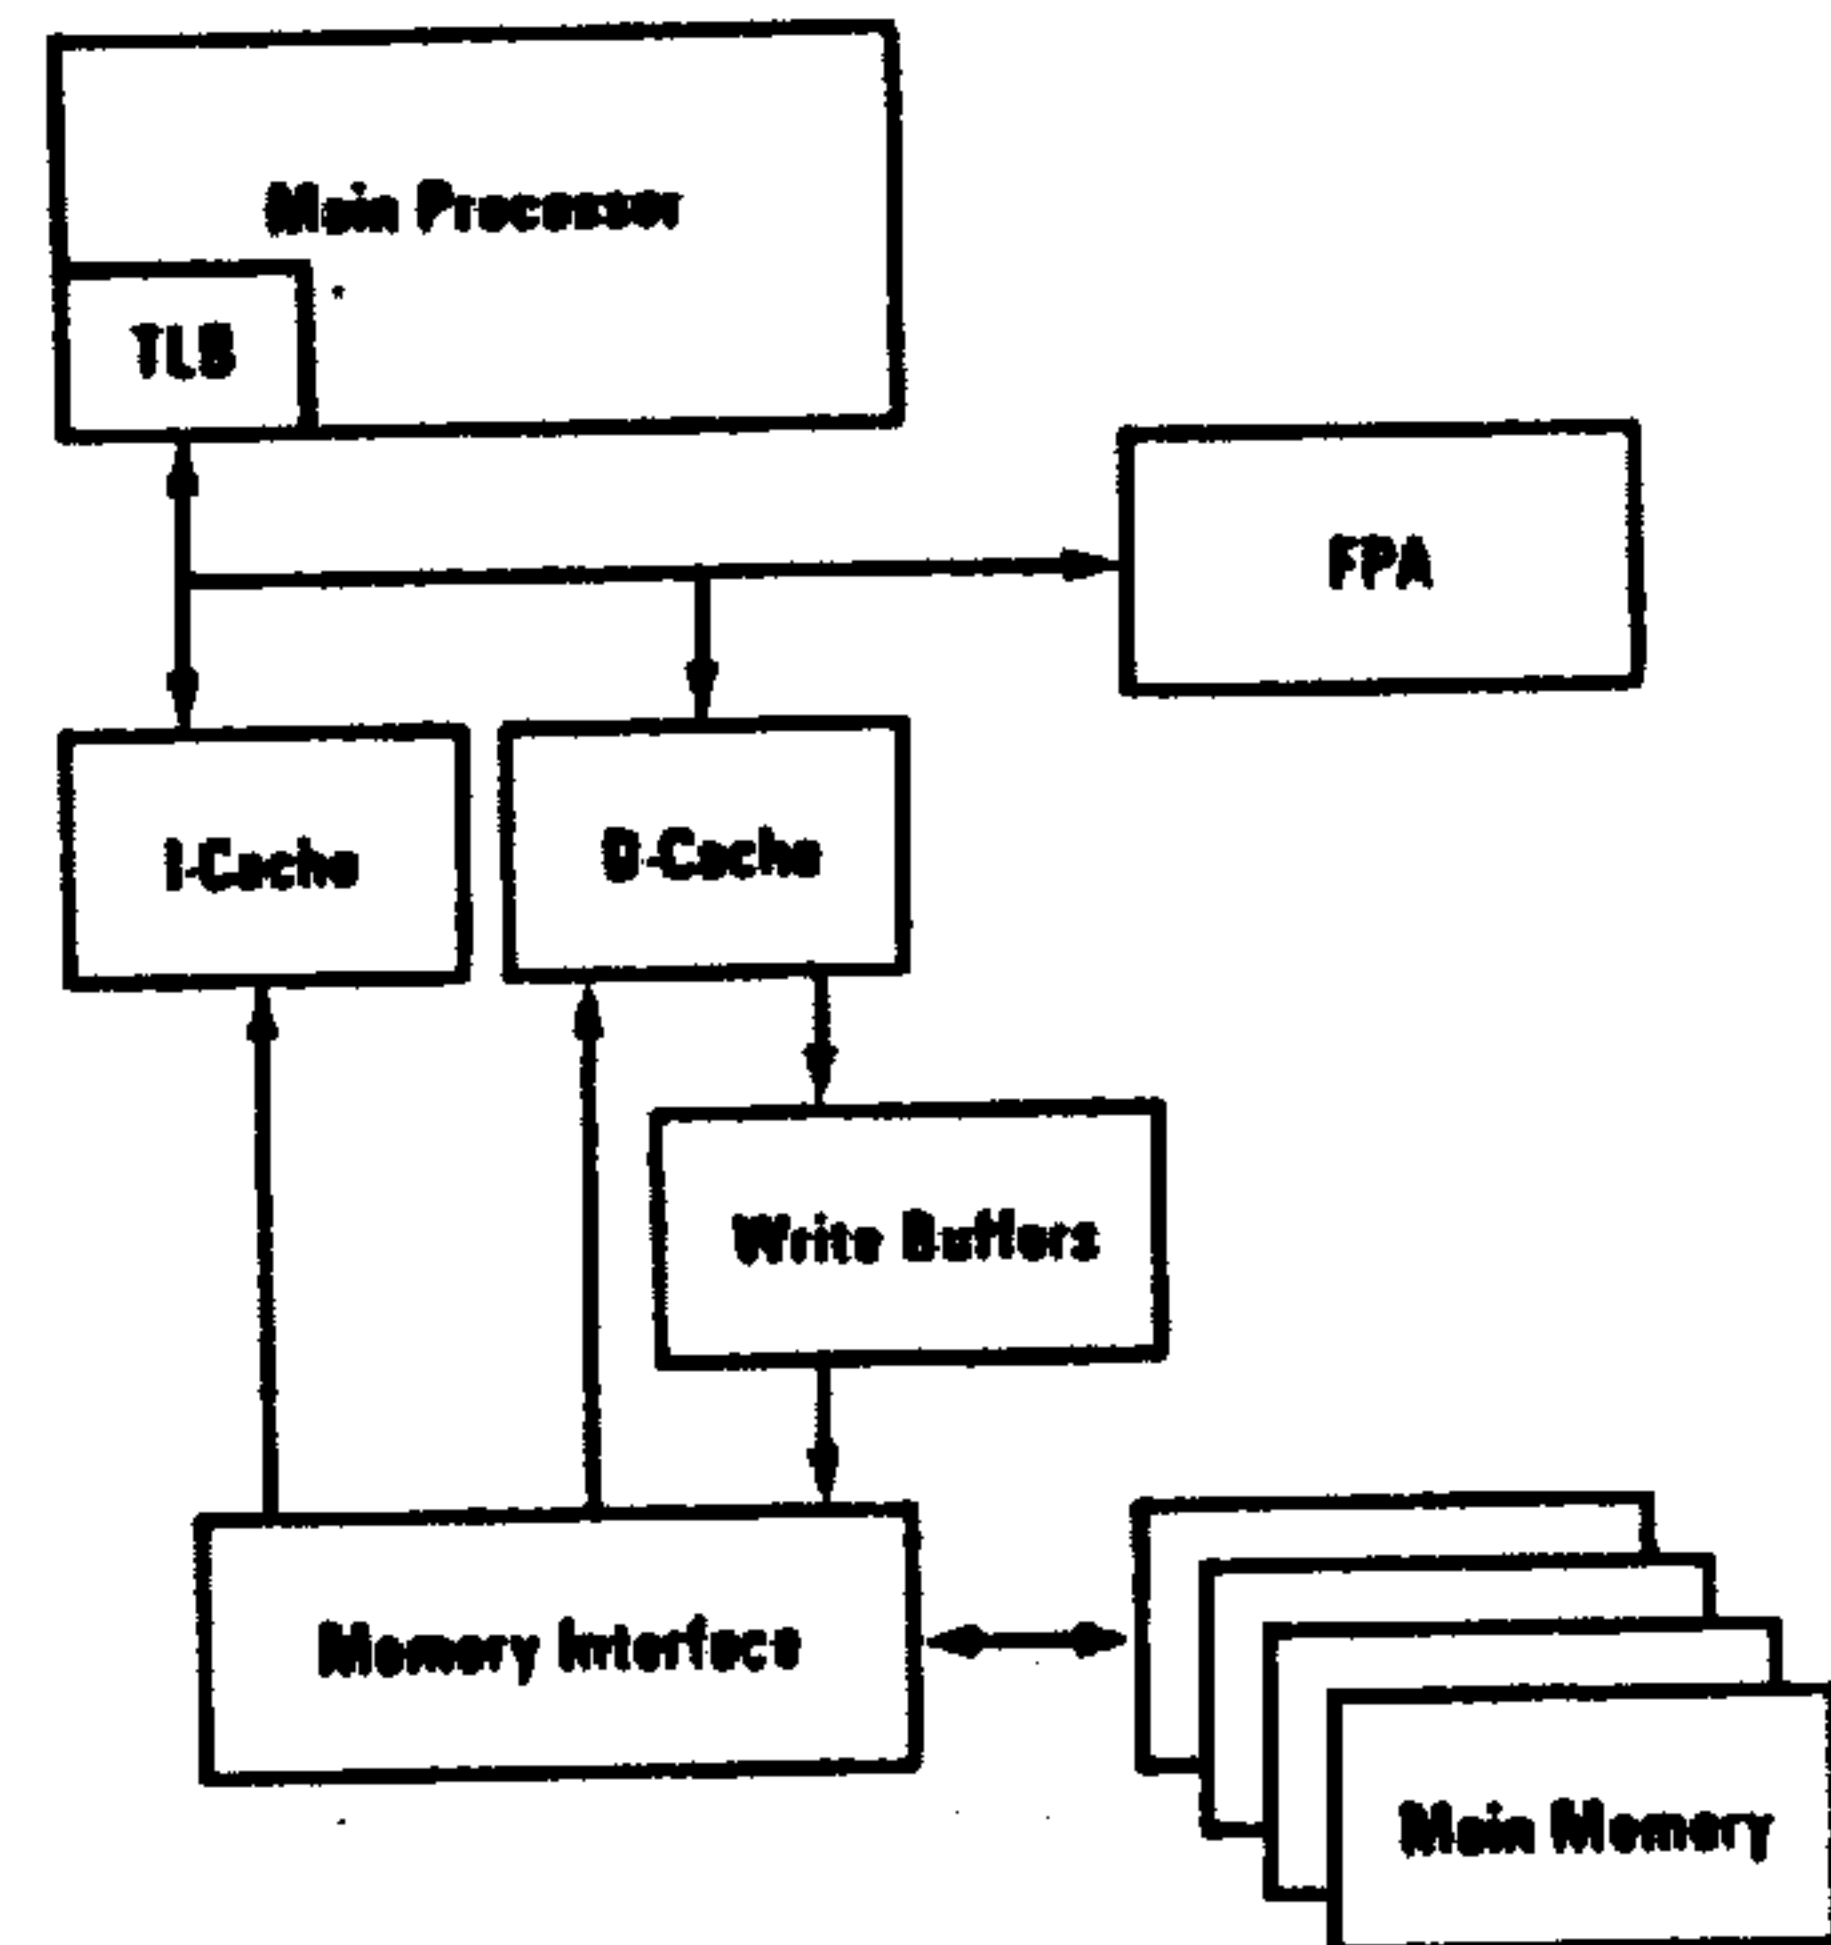 Main Processor
TLB
FPA
I-Cache
D-Cache
Write Buffers
Memory Interface
Main Memory